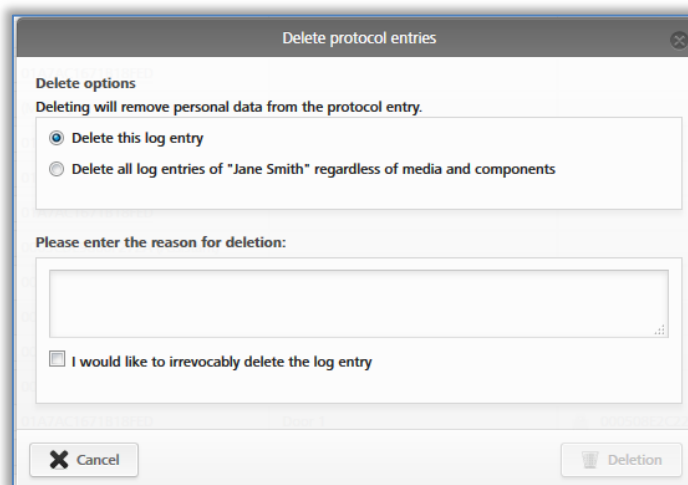 Delete protocol entries
Delete options
Deleting will remove personal data from the protocol entry.
Delete this log entry
Delete all log entries of "Jane Smith" regardless of media and components
Please enter the reason for deletion:
I would like to irrevocably delete the log entry
Cancel
Deletion